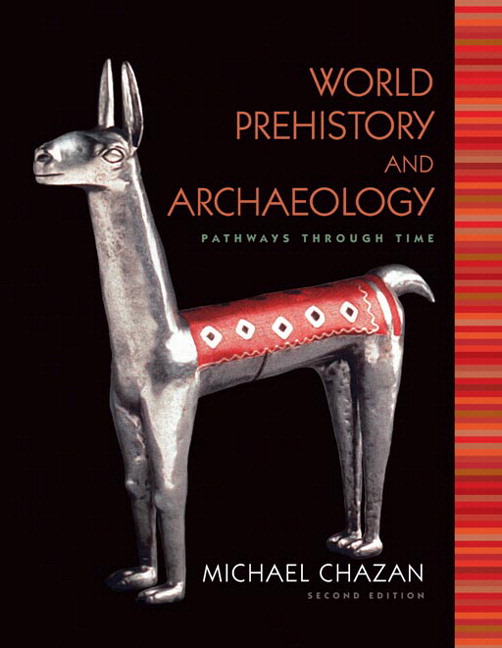 WORLD
PREHISTORY
AND
ARCHAEOLOGY
PATHWAYS THROUGH TIME
MICHAEL CHAZAN
SECOND EDITION